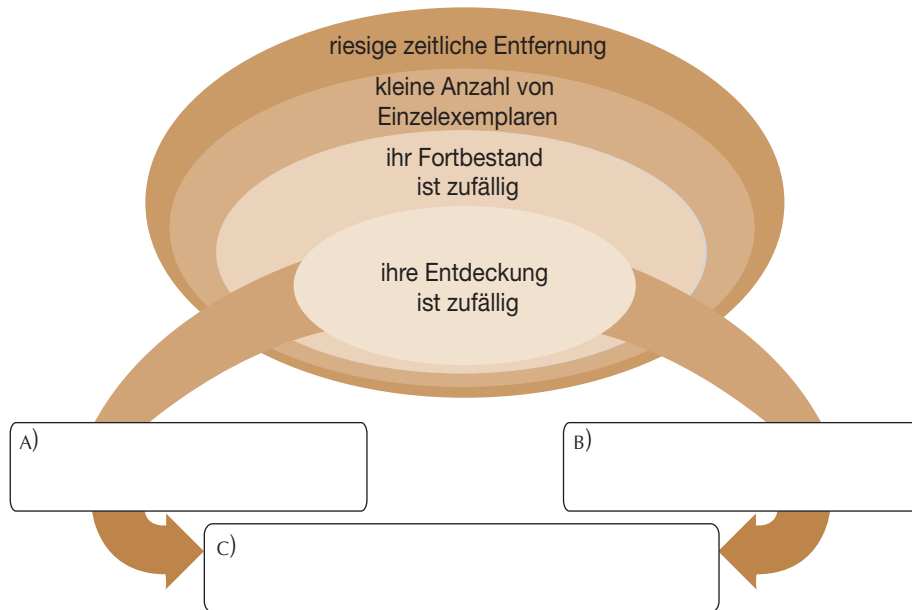 riesige zeitliche Entfernung
kleine Anzahl von
Einzelexemplaren
ihr Fortbestand
ist zufällig
ihre Entdeckung
ist zufällig
A)
B)
C)